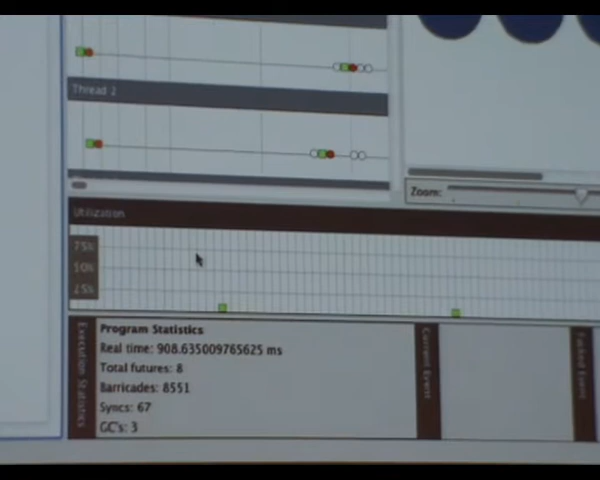 Thread 2
Zoom:
Utilization
75%
50%
25%
Execution Statistics
Program Statistics
Real time: 908.635009765625 ms
Total futures: 8
Barricades: 8551
Syncs: 67
GC's: 3
Current Event